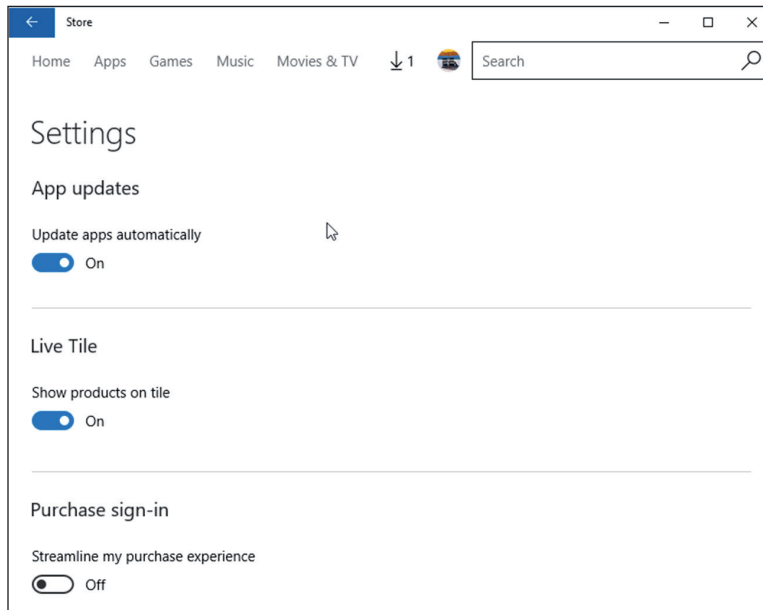 Store
Home Apps Games Music Movies & TV 1 Search
Settings
App updates
Update apps automatically
On
Live Tile
Show products on tile
On
Purchase sign-in
Streamline my purchase experience
Off